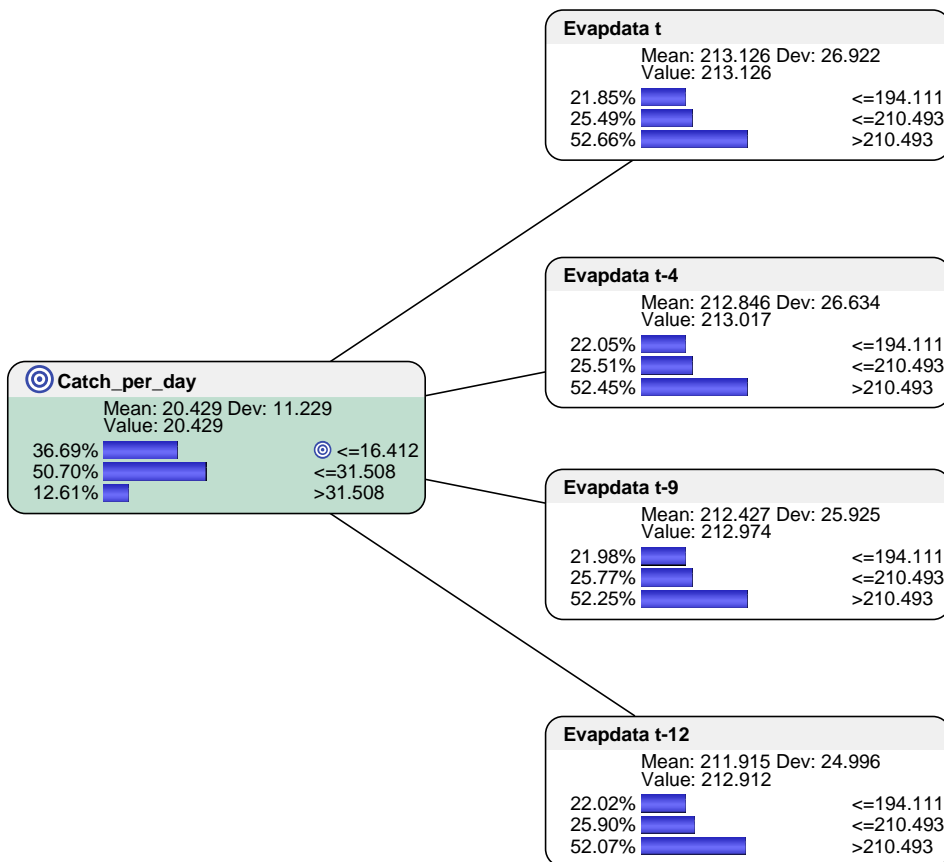 Evapdata t
Mean: 213.126 Dev: 26.922
Value: 213.126
21.85% <=194.111
25.49% <=210.493
52.66% >210.493
Evapdata t-4
Mean: 212.846 Dev: 26.634
Value: 213.017
22.05% <=194.111
25.51% <=210.493
52.45% >210.493
Catch_per_day
Mean: 20.429 Dev: 11.229
Value: 20.429
36.69% <=16.412
50.70% <=31.508
12.61% >31.508
Evapdata t-9
Mean: 212.427 Dev: 25.925
Value: 212.974
21.98% <=194.111
25.77% <=210.493
52.25% >210.493
Evapdata t-12
Mean: 211.915 Dev: 24.996
Value: 212.912
22.02% <=194.111
25.90% <=210.493
52.07% >210.493